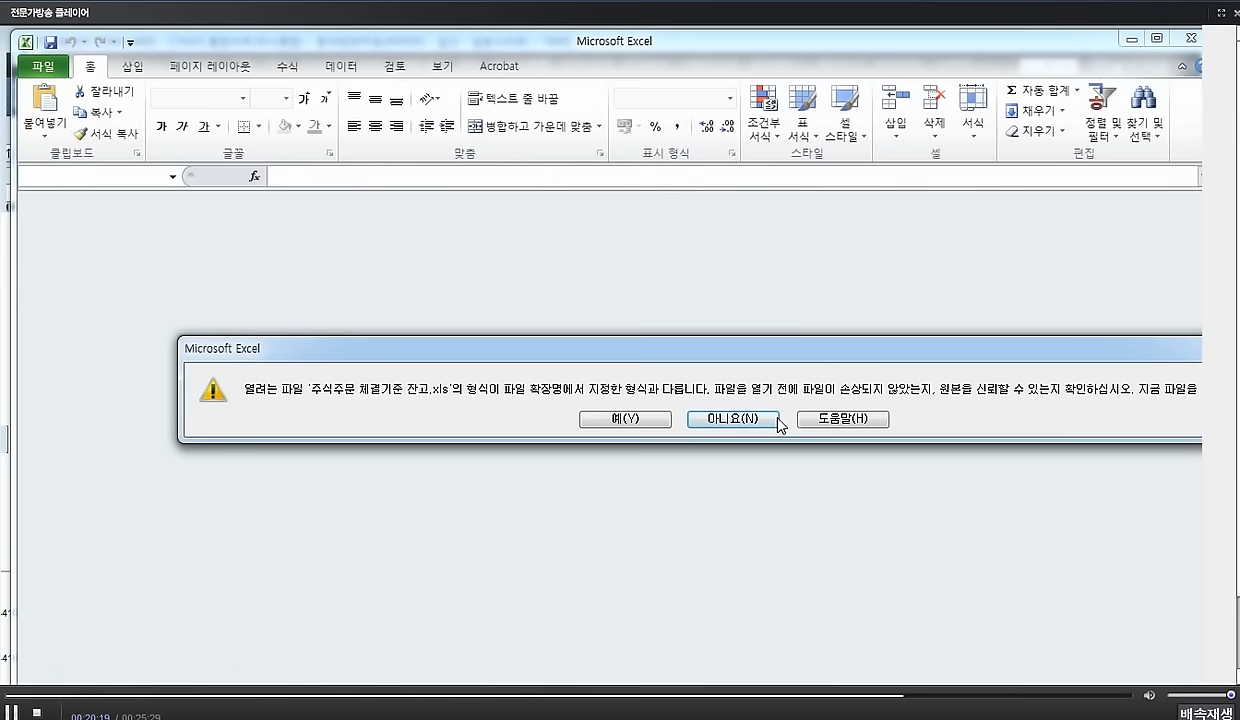 전문가방송 플레이어
Microsoft Excel
파일 홈 삽입 페이지 레이아웃 수식 데이터 검토 보기 Acrobat
붙여넣기
잘라내기
복사
서식 복사
클립보드
가 가
가 가 가 가
글꼴
텍스트 줄 바꿈
병합하고 가운데 맞춤
맞춤
% ,
표시 형식
조건부 서식
표 서식
셀 스타일
스타일
삽입 삭제 서식
셀
Σ 자동 합계
채우기
지우기
정렬 및 필터
찾기 및 선택
편집
fx
Microsoft Excel
열려는 파일 '주식주문 체결기준 잔고.xls'의 형식이 파일 확장명에서 지정한 형식과 다릅니다. 파일을 열기 전에 파일이 손상되지 않았는지, 원본을 신뢰할 수 있는지 확인하십시오. 지금 파일을
예(Y) 아니요(N) 도움말(H)
-41
-41
00:20:19 / 00:25:29
배속재생